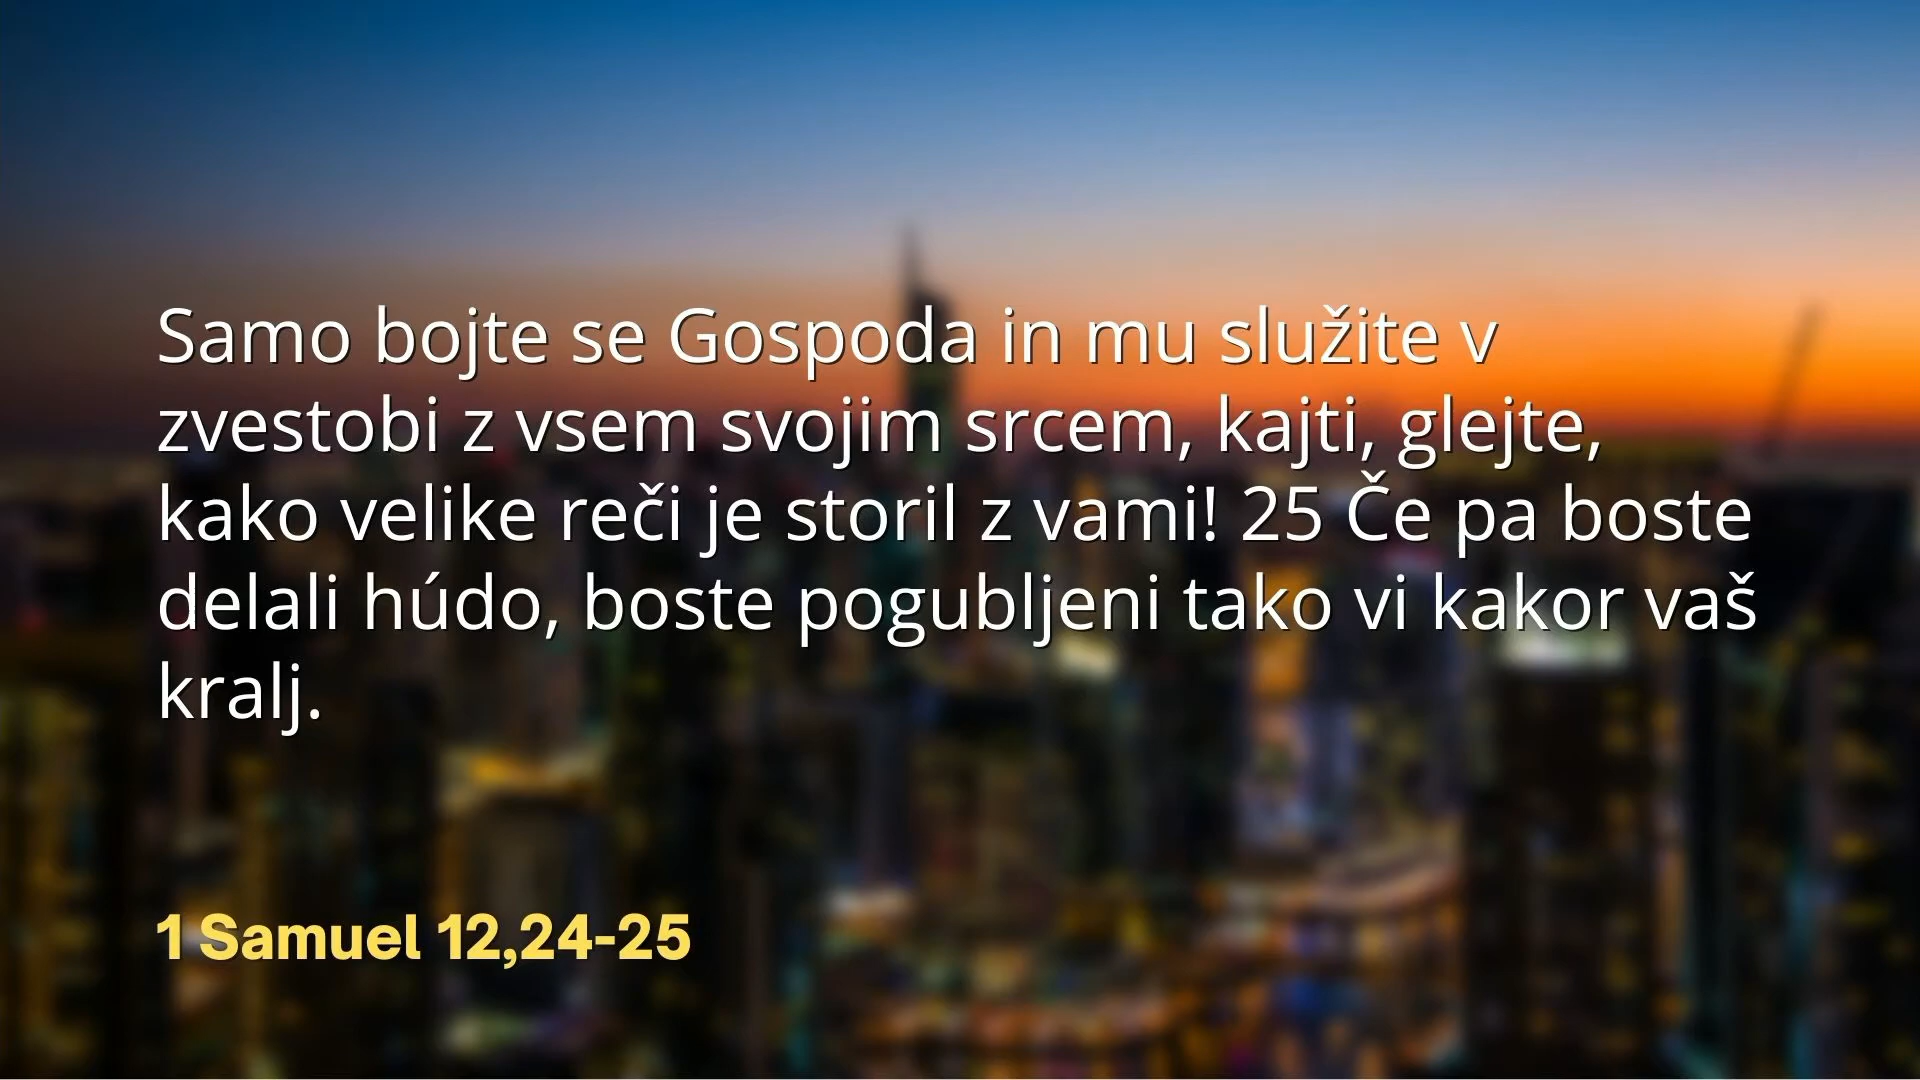 Samo bojte se Gospoda in mu služite v
zvestobi z vsem svojim srcem, kajti, glejte,
kako velike reči je storil z vami! 25 Če pa boste
delali húdo, boste pogubljeni tako vi kakor vaš
kralj.
1 Samuel 12,24-25